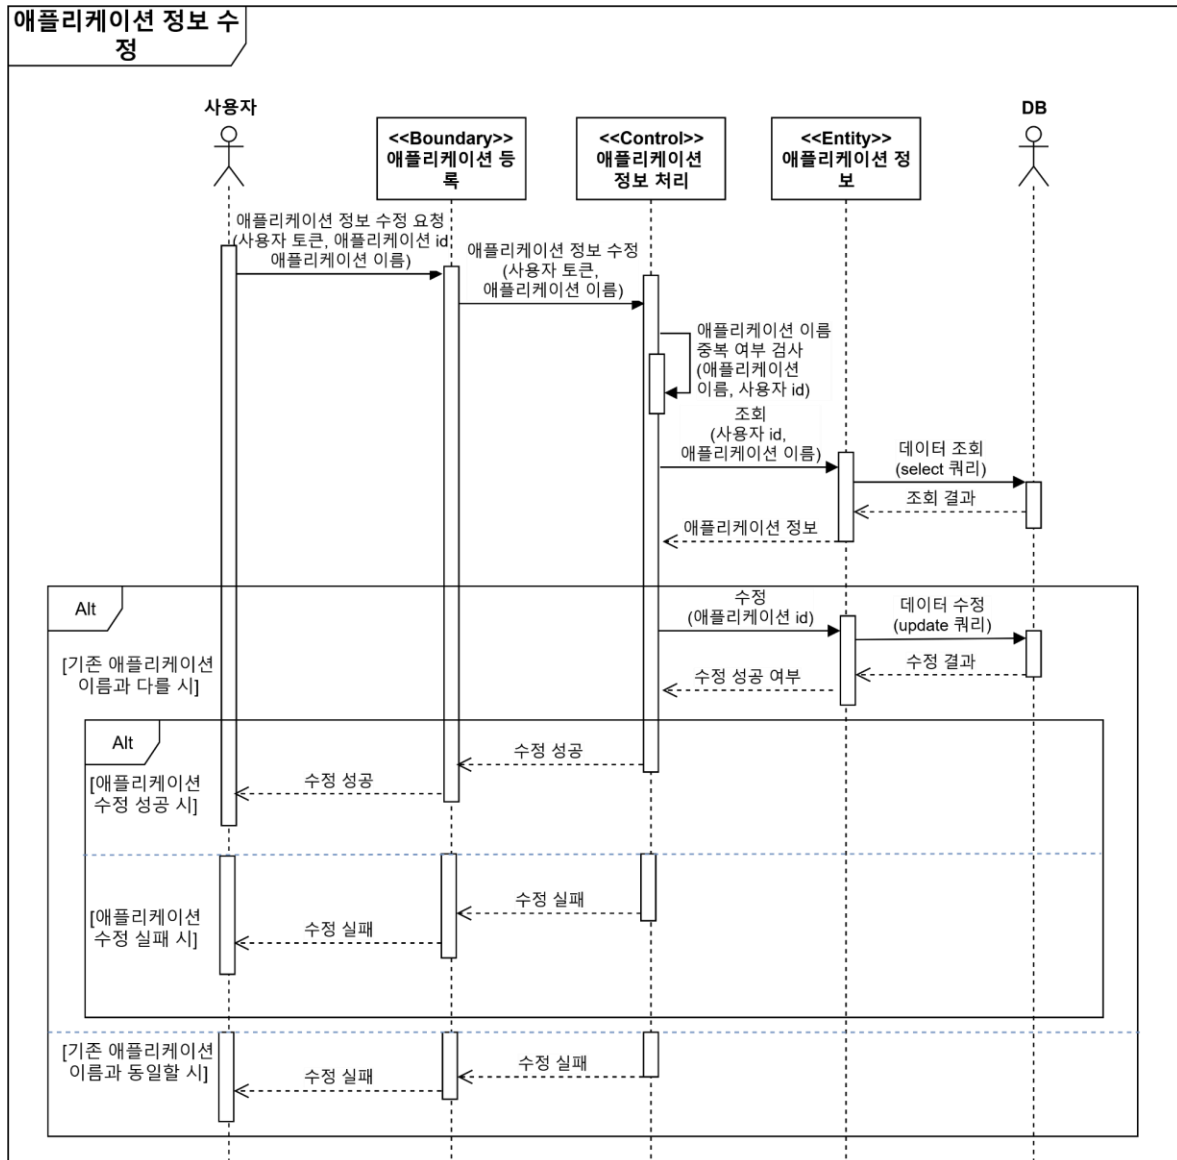 애플리케이션 정보 수
정
사용자
<<Boundary>>
애플리케이션 등
록
<<Control>>
애플리케이션
정보 처리
<<Entity>>
애플리케이션 정
보
DB
애플리케이션 정보 수정 요청
(사용자 토큰, 애플리케이션 id
애플리케이션 이름)
애플리케이션 정보 수정
(사용자 토큰,
애플리케이션 이름)
애플리케이션 이름
중복 여부 검사
(애플리케이션
이름, 사용자 id)
조회
(사용자 id,
애플리케이션 이름)
데이터 조회
(select 쿼리)
조회 결과
애플리케이션 정보
Alt
[기존 애플리케이션
이름과 다를 시]
수정
(애플리케이션 id)
데이터 수정
(update 쿼리)
수정 결과
수정 성공 여부
Alt
[애플리케이션
수정 성공 시]
수정 성공
수정 성공
[애플리케이션
수정 실패 시]
수정 실패
수정 실패
[기존 애플리케이션
이름과 동일할 시]
수정 실패
수정 실패